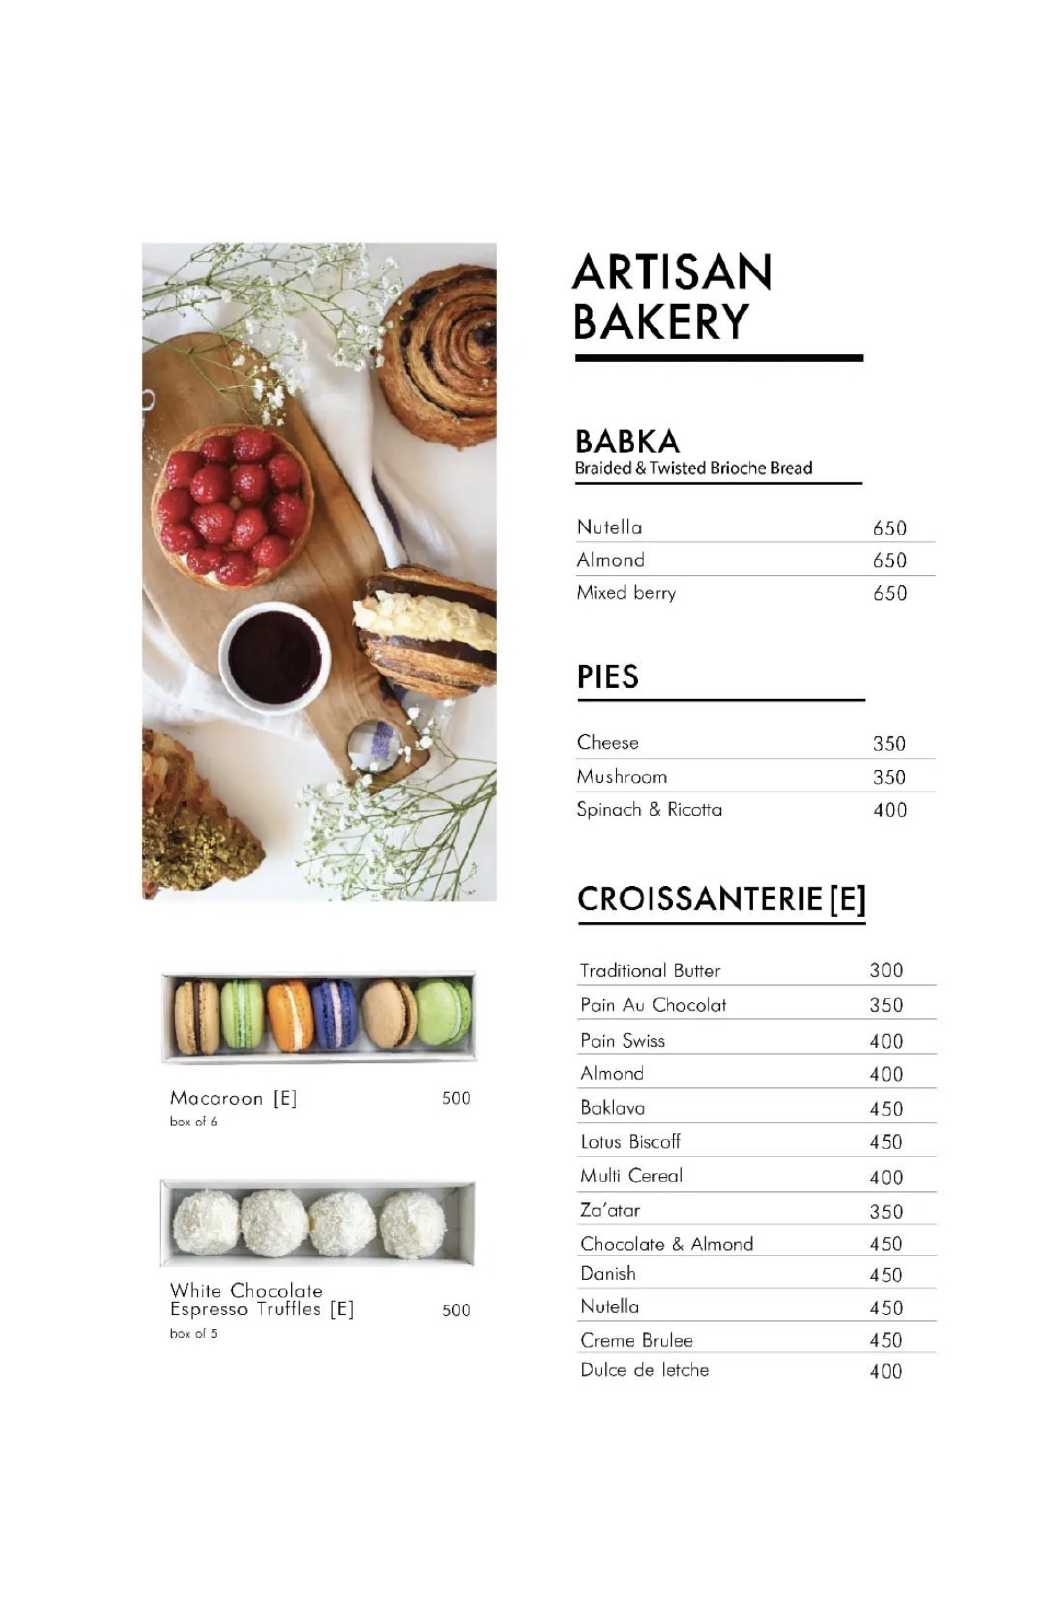 ARTISAN
BAKERY
BABKA
Braided & Twisted Brioche Bread
Nutella 650
Almond 650
Mixed berry 650
PIES
Cheese 350
Mushroom 350
Spinach & Ricotta 400
CROISSANTERIE [E]
Traditional Butter 300
Pain Au Chocolat 350
Pain Swiss 400
Almond 400
Baklava 450
Lotus Biscoff 450
Multi Cereal 400
Za'atar 350
Chocolate & Almond 450
Danish 450
Nutella 450
Creme Brulee 450
Dulce de letche 400
Macaroon [E] 500
box of 6
White Chocolate
Espresso Truffles [E] 500
box of 5